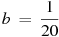 b = 1/20